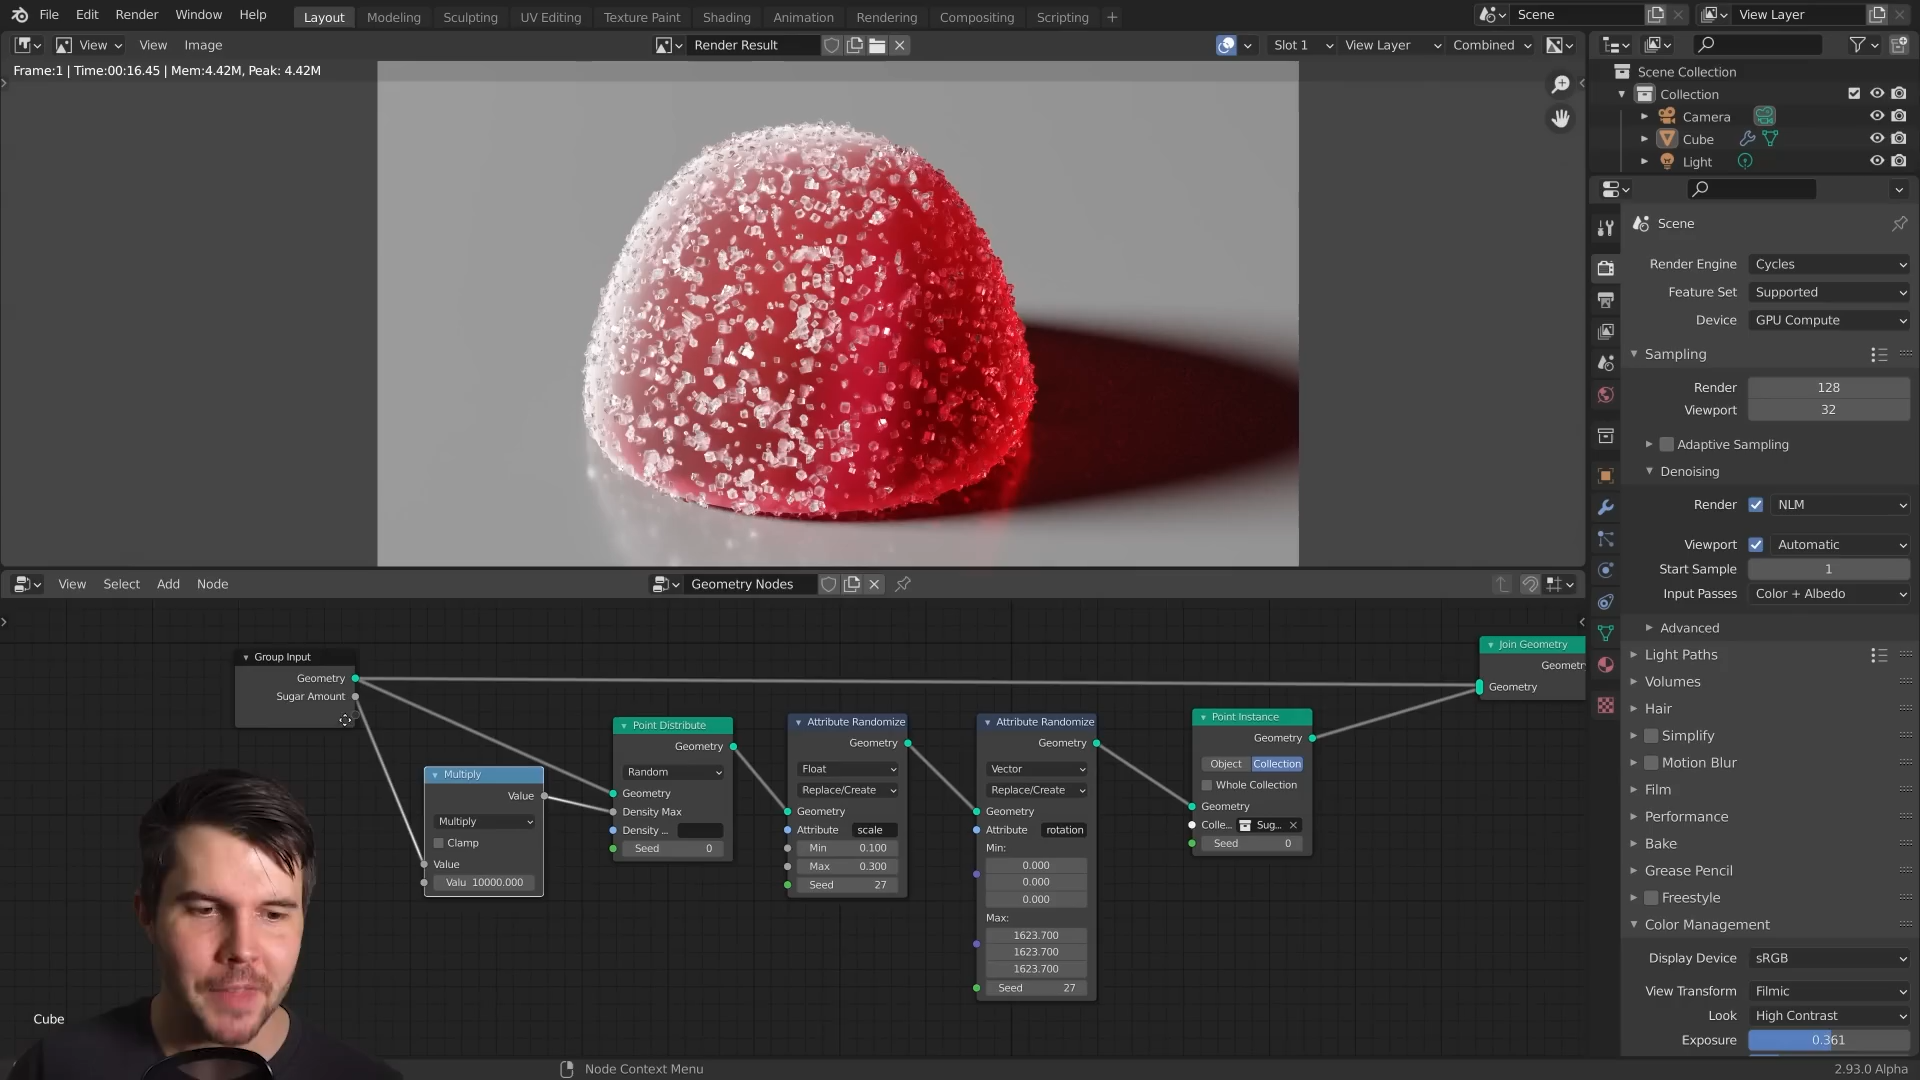 File Edit Render Window Help Layout Modeling Sculpting UV Editing Texture Paint Shading Animation Rendering Compositing Scripting + Scene View Layer
View View Image Render Result Slot 1 View Layer Combined
Frame:1 | Time:00:16.45 | Mem:4.42M, Peak: 4.42M
Scene Collection
Collection
Camera
Cube
Light
Scene
Render Engine Cycles
Feature Set Supported
Device GPU Compute
Sampling
Render 128
Viewport 32
Adaptive Sampling
Denoising
Render NLM
Viewport Automatic
Start Sample 1
Input Passes Color + Albedo
Advanced
Light Paths
Volumes
Hair
Simplify
Motion Blur
Film
Performance
Bake
Grease Pencil
Freestyle
Color Management
Display Device sRGB
View Transform Filmic
Look High Contrast
Exposure 0.361
View Select Add Node Geometry Nodes
Group Input
Geometry
Sugar Amount
Multiply
Value
Multiply
Clamp
Value
Valu 10000.000
Point Distribute
Geometry
Random
Geometry
Density Max
Density ...
Seed 0
Attribute Randomize
Geometry
Float
Replace/Create
Geometry
Attribute scale
Min 0.100
Max 0.300
Seed 27
Attribute Randomize
Geometry
Vector
Replace/Create
Geometry
Attribute rotation
Min:
0.000
0.000
0.000
Max:
1623.700
1623.700
1623.700
Seed 27
Point Instance
Geometry
Object Collection
Whole Collection
Geometry
Colle... Sug...
Seed 0
Join Geometry
Geometr
Geometry
Cube
Node Context Menu
2.93.0 Alpha